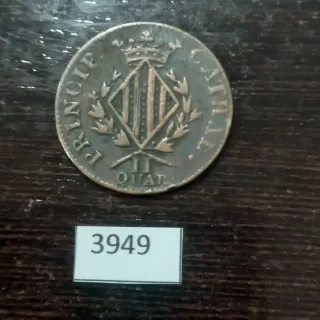 PRINCIP. CATHAL.
II
QUAR
3949